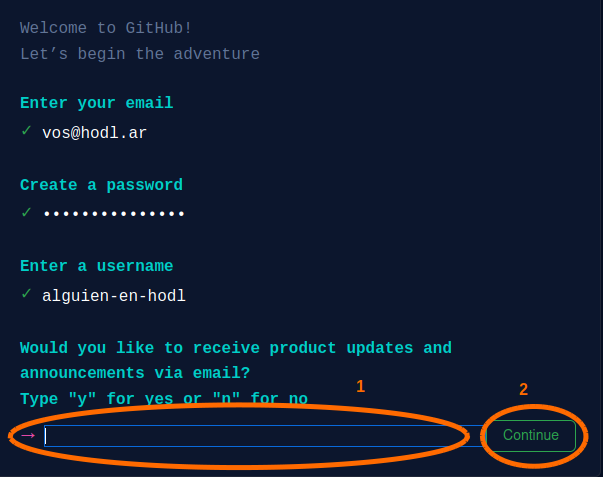 Welcome to GitHub!
Let’s begin the adventure
Enter your email
✓ vos@hodl.ar
Create a password
✓ •••••••••••••••
Enter a username
✓ alguien-en-hodl
Would you like to receive product updates and
announcements via email?
Type "y" for yes or "n" for no
1
2
→
Continue